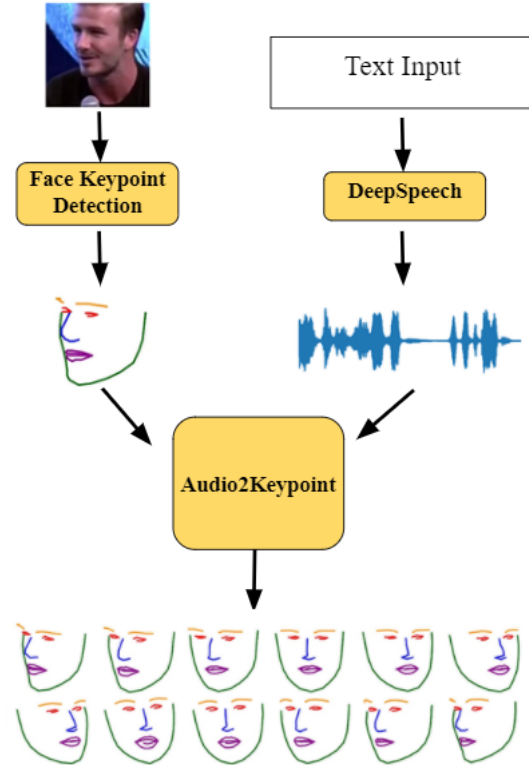 Text Input
Face Keypoint
Detection
DeepSpeech
Audio2Keypoint